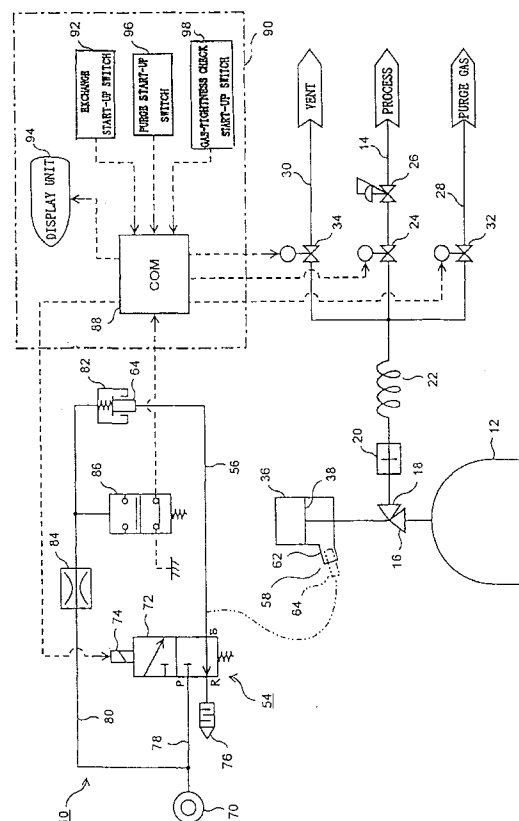 94
DISPLAY UNIT
92
EXCHANGE
START-UP SWITCH
96
PURGE START-UP
SWITCH
98
GAS-TIGHTNESS CHECK
START-UP SWITCH
90
88
COM
82
64
86
84
80
74
72
P
R
54
78
76
70
56
36
38
62
58
64
VENT
30
34
PROCESS
14
26
24
PURGE GAS
28
32
22
20
18
16
12